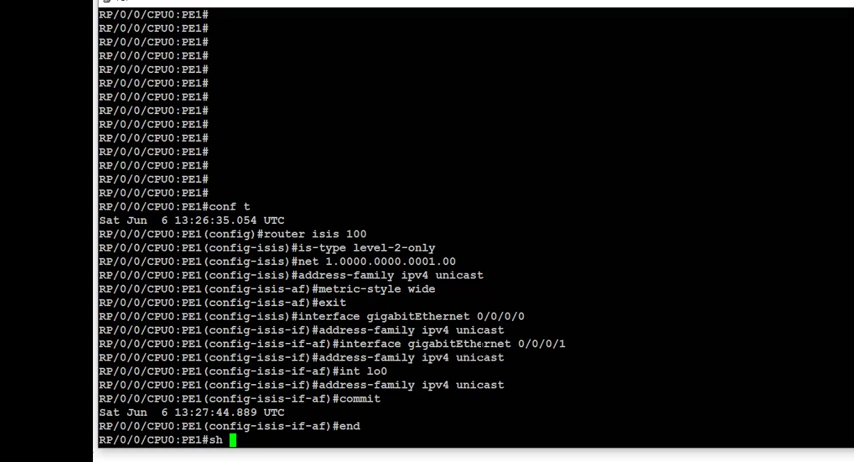 RP/0/0/CPU0:PE1#
RP/0/0/CPU0:PE1#
RP/0/0/CPU0:PE1#
RP/0/0/CPU0:PE1#
RP/0/0/CPU0:PE1#
RP/0/0/CPU0:PE1#
RP/0/0/CPU0:PE1#
RP/0/0/CPU0:PE1#
RP/0/0/CPU0:PE1#
RP/0/0/CPU0:PE1#
RP/0/0/CPU0:PE1#
RP/0/0/CPU0:PE1#
RP/0/0/CPU0:PE1#
RP/0/0/CPU0:PE1#
RP/0/0/CPU0:PE1#conf t
Sat Jun  6 13:26:35.054 UTC
RP/0/0/CPU0:PE1(config)#router isis 100
RP/0/0/CPU0:PE1(config-isis)#is-type level-2-only
RP/0/0/CPU0:PE1(config-isis)#net 1.0000.0000.0001.00
RP/0/0/CPU0:PE1(config-isis)#address-family ipv4 unicast
RP/0/0/CPU0:PE1(config-isis-af)#metric-style wide
RP/0/0/CPU0:PE1(config-isis-af)#exit
RP/0/0/CPU0:PE1(config-isis)#interface gigabitEthernet 0/0/0/0
RP/0/0/CPU0:PE1(config-isis-if)#address-family ipv4 unicast
RP/0/0/CPU0:PE1(config-isis-if-af)#interface gigabitEthernet 0/0/0/1
RP/0/0/CPU0:PE1(config-isis-if)#address-family ipv4 unicast
RP/0/0/CPU0:PE1(config-isis-if-af)#int lo0
RP/0/0/CPU0:PE1(config-isis-if)#address-family ipv4 unicast
RP/0/0/CPU0:PE1(config-isis-if-af)#commit
Sat Jun  6 13:27:44.889 UTC
RP/0/0/CPU0:PE1(config-isis-if-af)#end
RP/0/0/CPU0:PE1#sh